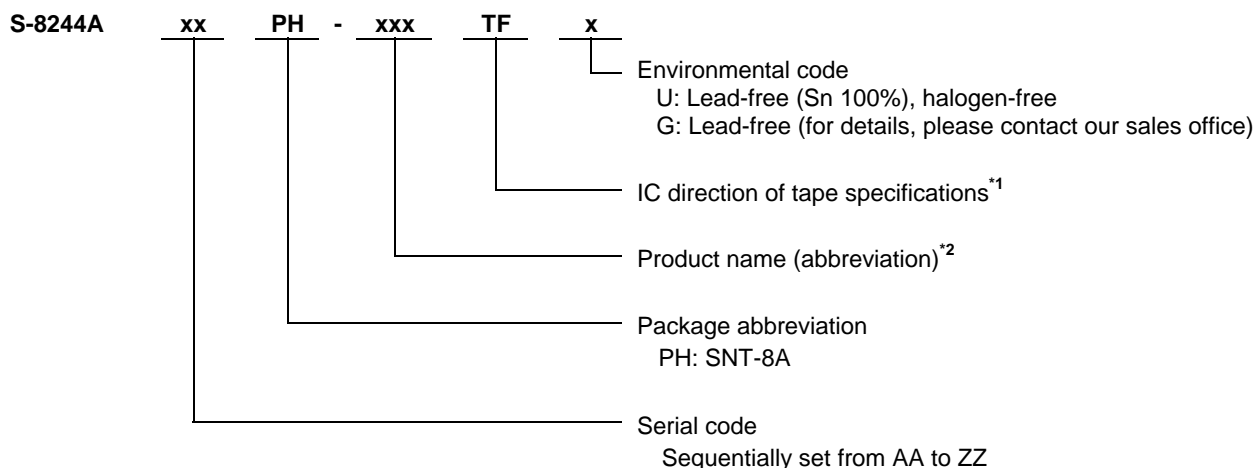 S-8244A xx PH - xxx TF x
Environmental code
U: Lead-free (Sn 100%), halogen-free
G: Lead-free (for details, please contact our sales office)
IC direction of tape specifications*1
Product name (abbreviation)*2
Package abbreviation
PH: SNT-8A
Serial code
Sequentially set from AA to ZZ